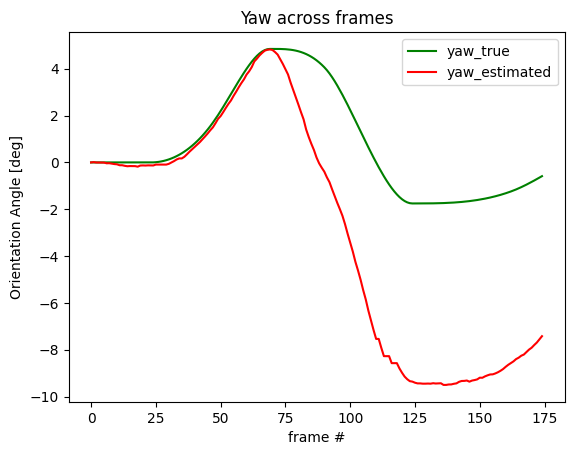 Yaw across frames
yaw_true
yaw_estimated
Orientation Angle [deg]
4
2
0
−2
−4
−6
−8
−10
0 25 50 75 100 125 150 175
frame #